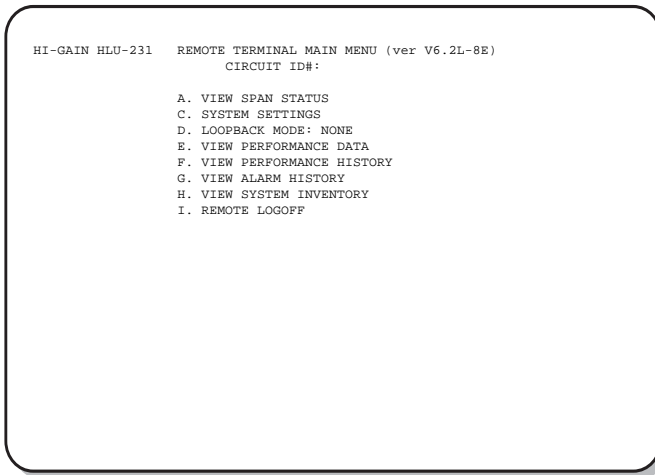 HI-GAIN HLU-231 REMOTE TERMINAL MAIN MENU (ver V6.2L-8E)
CIRCUIT ID#:
A. VIEW SPAN STATUS
C. SYSTEM SETTINGS
D. LOOPBACK MODE: NONE
E. VIEW PERFORMANCE DATA
F. VIEW PERFORMANCE HISTORY
G. VIEW ALARM HISTORY
H. VIEW SYSTEM INVENTORY
I. REMOTE LOGOFF